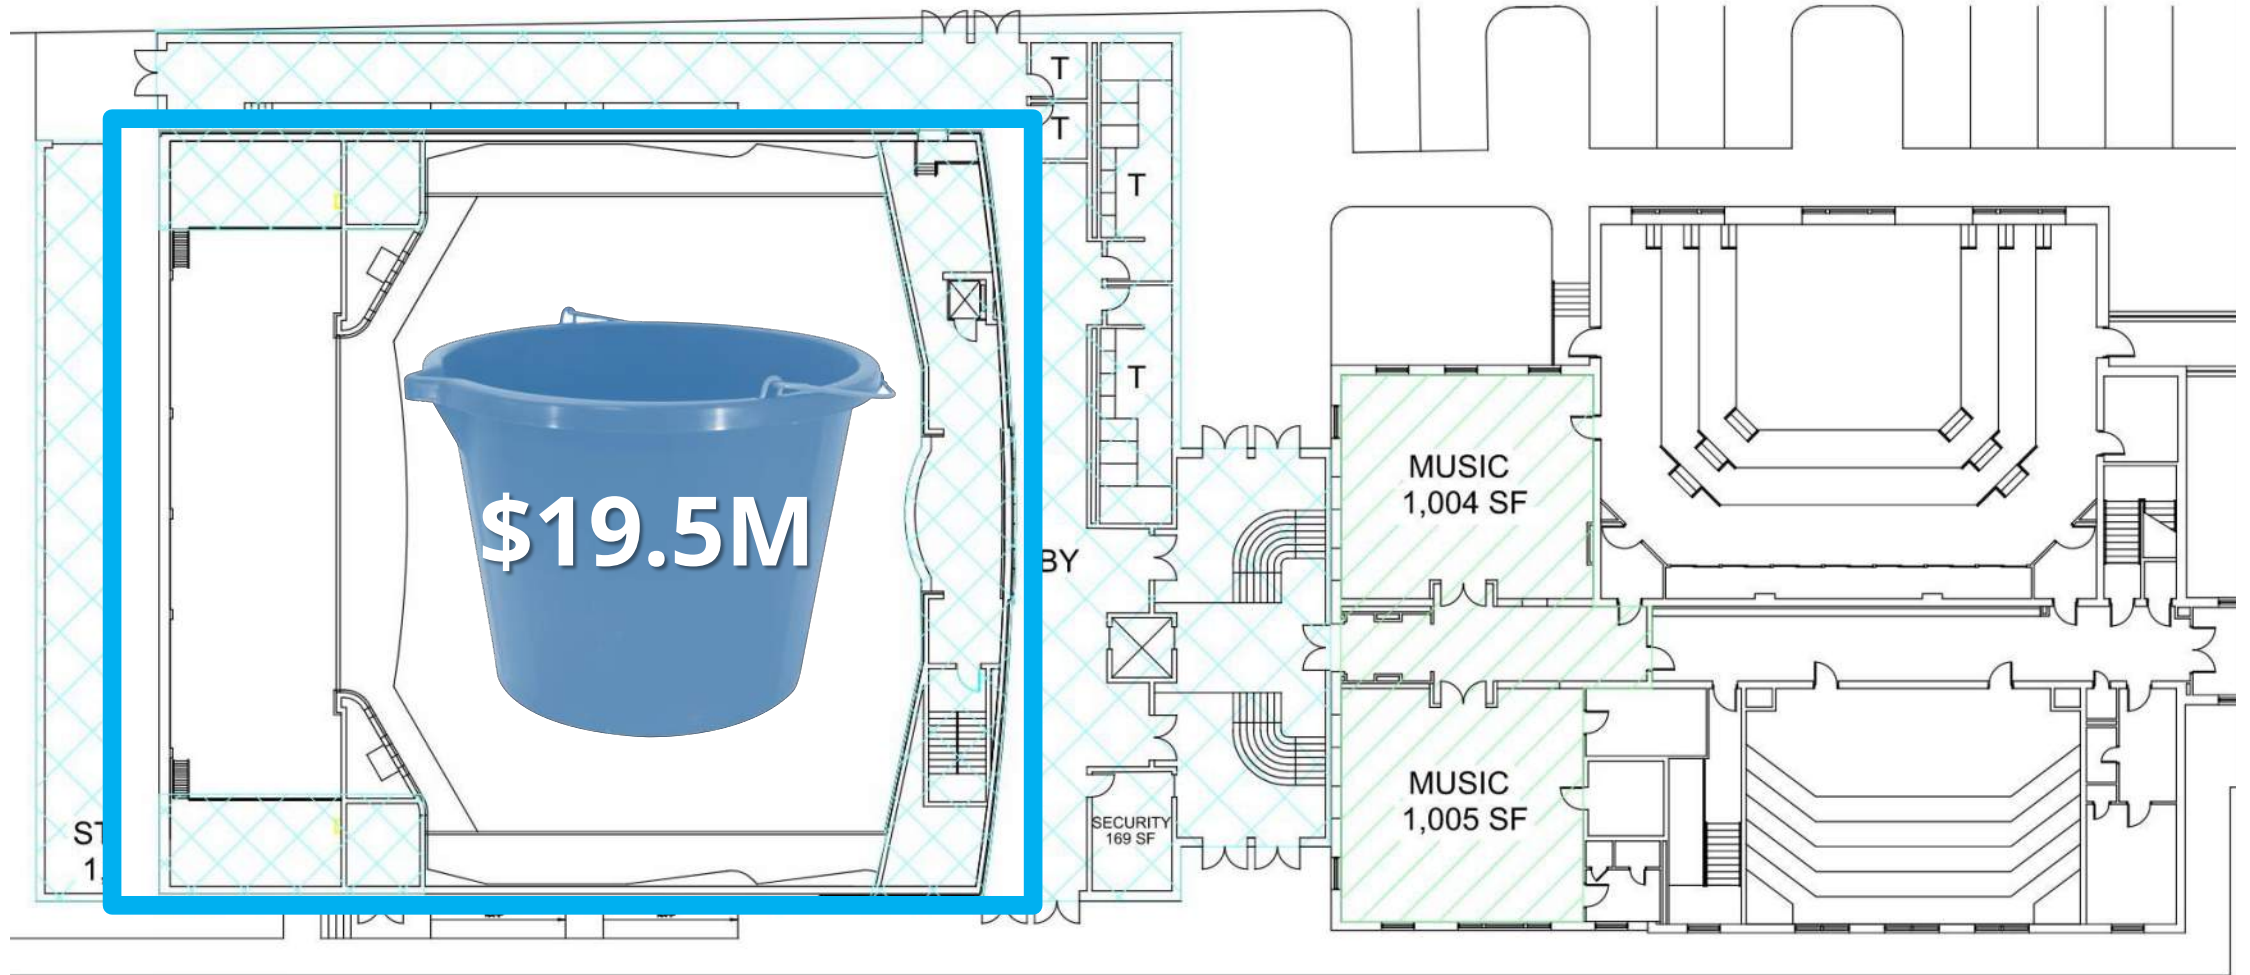 T
T
T
T
$19.5M
BY
MUSIC
1,004 SF
MUSIC
1,005 SF
SECURITY
169 SF
ST
1,